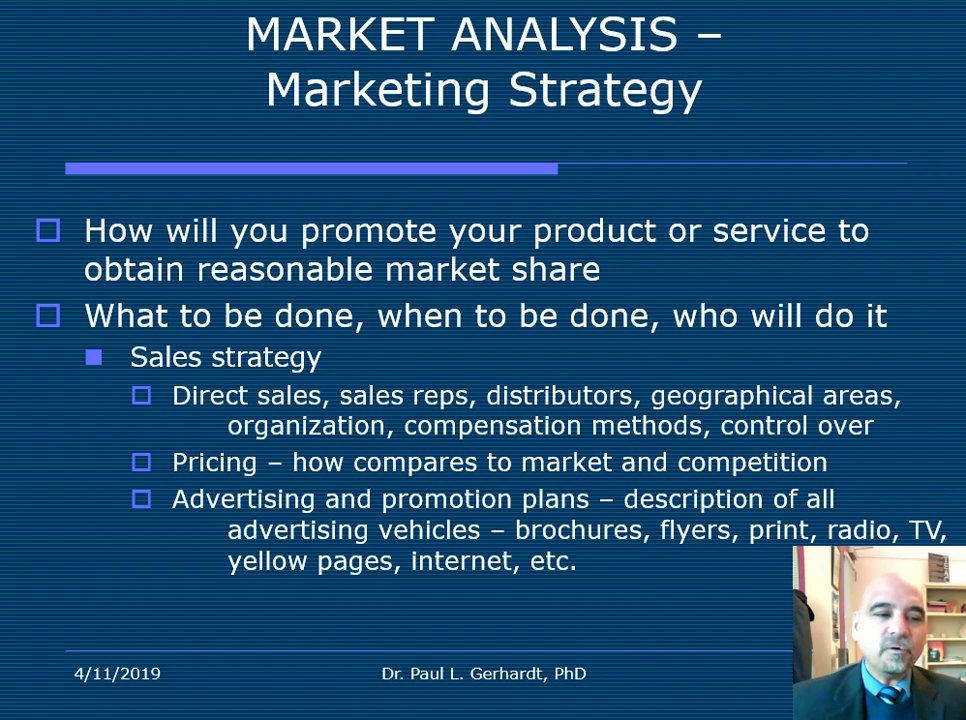 MARKET ANALYSIS –
Marketing Strategy
How will you promote your product or service to
obtain reasonable market share
What to be done, when to be done, who will do it
Sales strategy
Direct sales, sales reps, distributors, geographical areas,
organization, compensation methods, control over
Pricing – how compares to market and competition
Advertising and promotion plans – description of all
advertising vehicles – brochures, flyers, print, radio, TV,
yellow pages, internet, etc.
4/11/2019
Dr. Paul L. Gerhardt, PhD